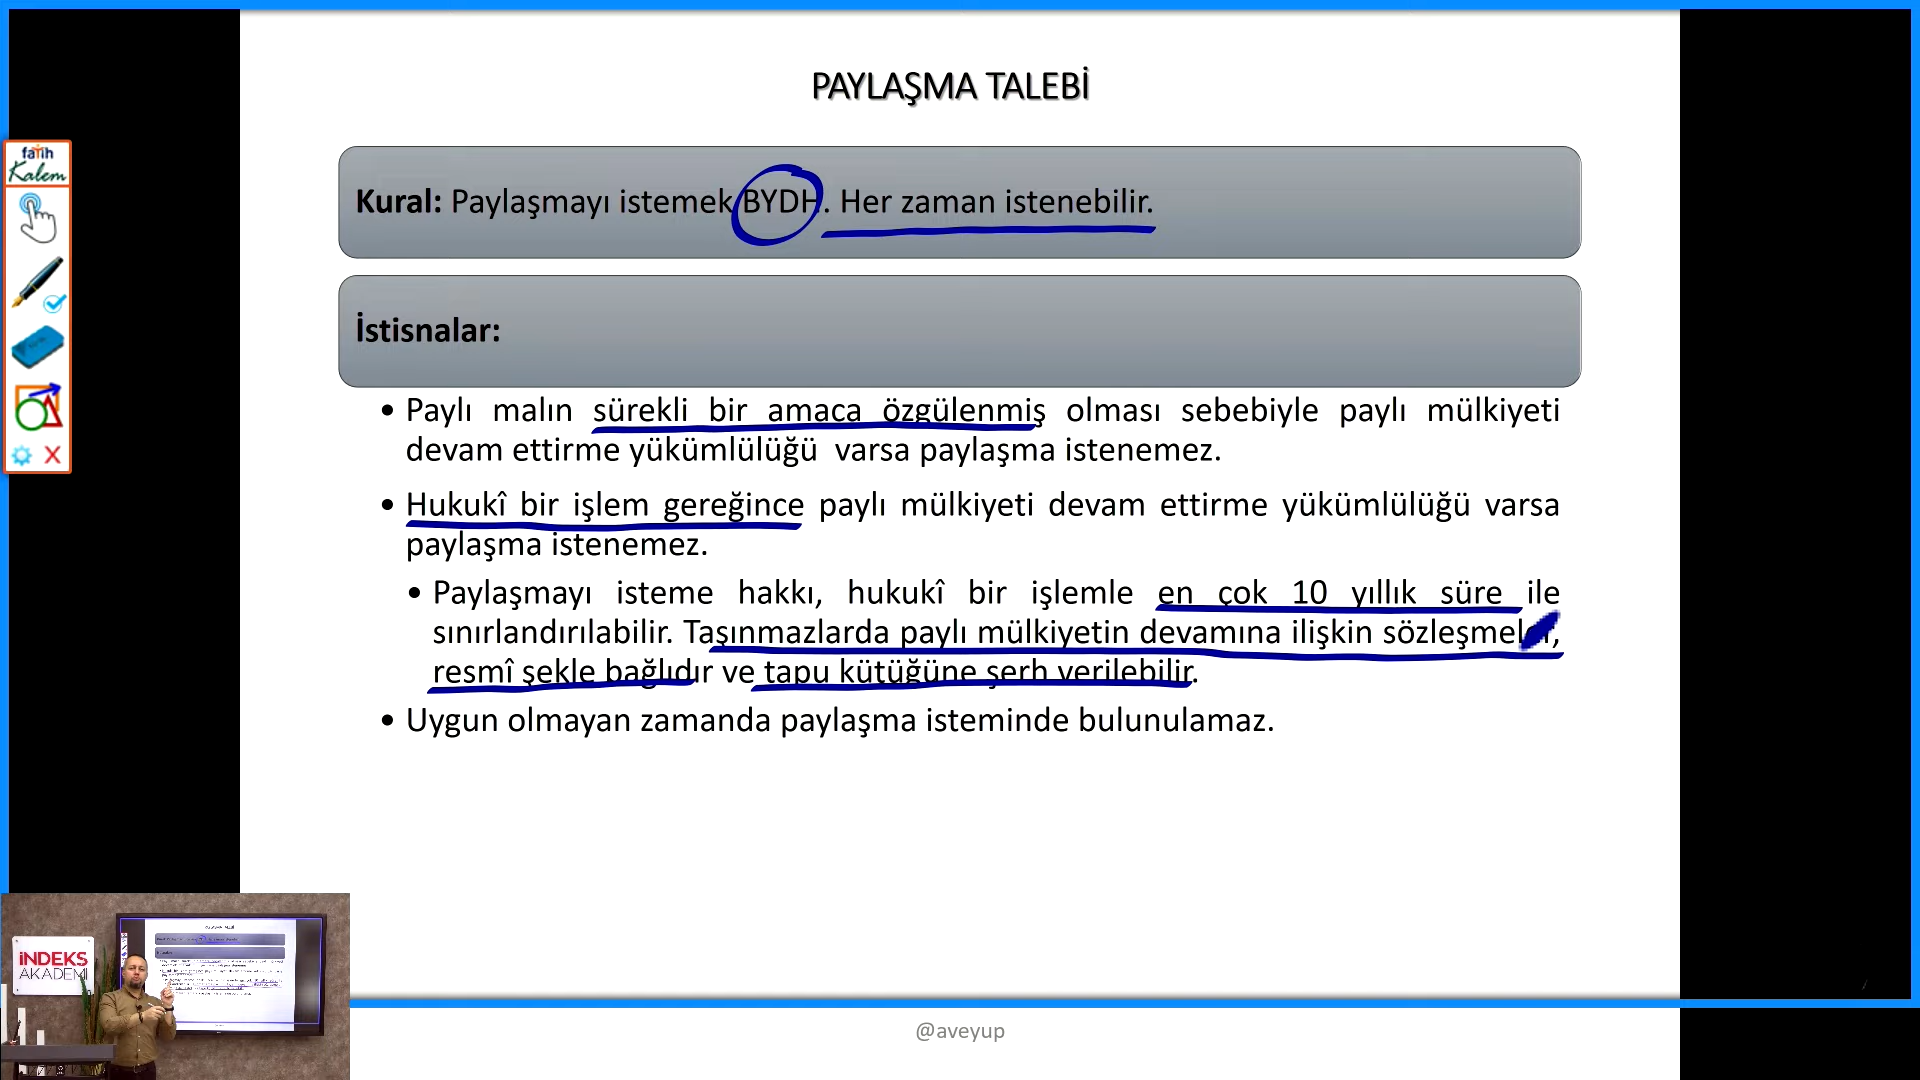 PAYLAŞMA TALEBİ
fatih
Kalem
Kural: Paylaşmayı istemek BYDH. Her zaman istenebilir.
İstisnalar:
• Paylı malın sürekli bir amaca özgülenmiş olması sebebiyle paylı mülkiyeti
devam ettirme yükümlülüğü varsa paylaşma istenemez.
• Hukukî bir işlem gereğince paylı mülkiyeti devam ettirme yükümlülüğü varsa
paylaşma istenemez.
• Paylaşmayı isteme hakkı, hukukî bir işlemle en çok 10 yıllık süre ile
sınırlandırılabilir. Taşınmazlarda paylı mülkiyetin devamına ilişkin sözleşmeler,
resmî şekle bağlıdır ve tapu kütüğüne şerh verilebilir.
• Uygun olmayan zamanda paylaşma isteminde bulunulamaz.
İNDEKS
AKADEMİ
@aveyup